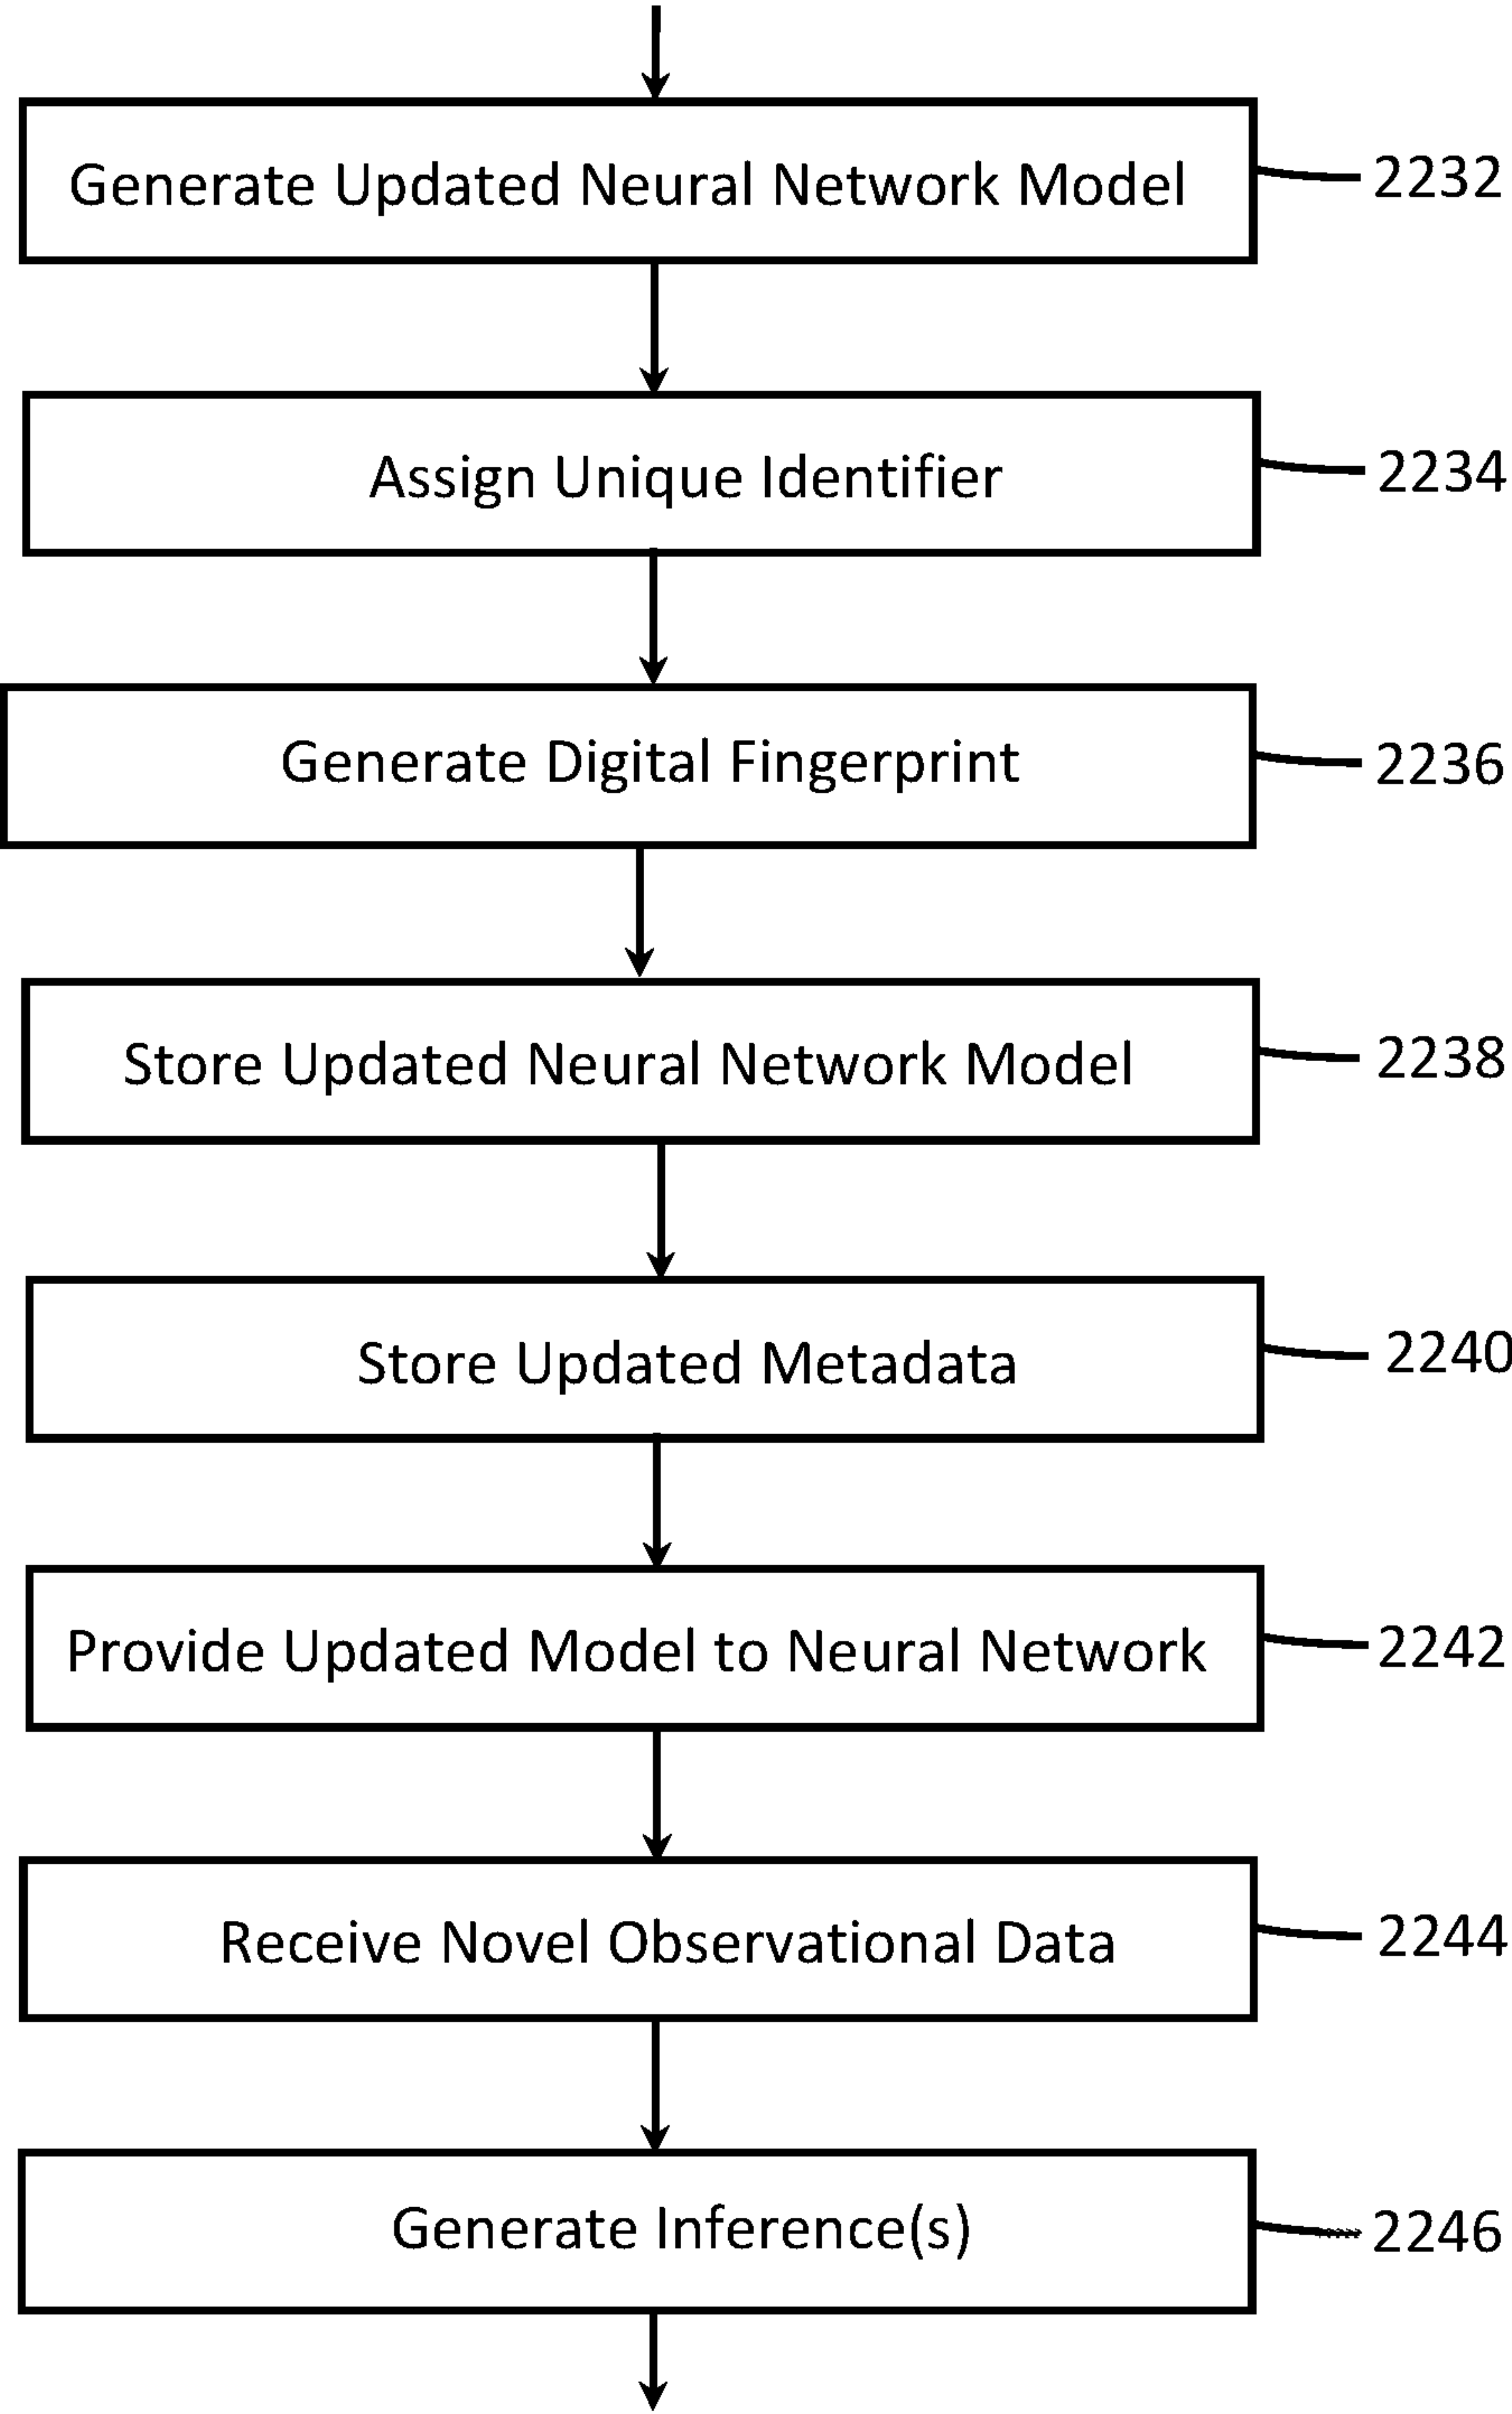 Generate Updated Neural Network Model 2232
Assign Unique Identifier 2234
Generate Digital Fingerprint 2236
Store Updated Neural Network Model 2238
Store Updated Metadata 2240
Provide Updated Model to Neural Network 2242
Receive Novel Observational Data 2244
Generate Inference(s) 2246